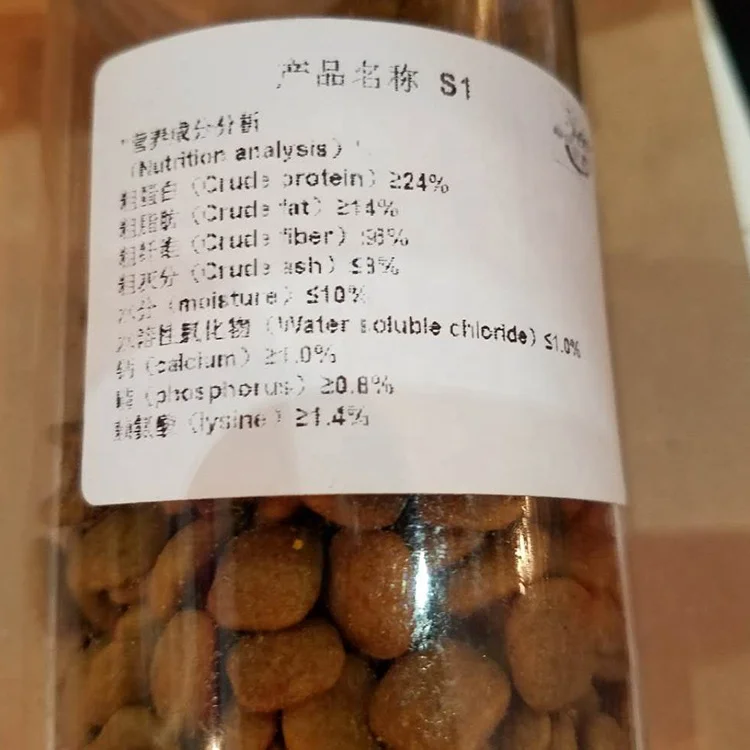 产品名称 S1
营养成分分析
(Nutrition analysis)
粗蛋白 (Crude protein) ≥24%
粗脂肪 (Crude fat) ≥14%
粗纤维 (Crude fiber)
粗灰分 (Crude ash)
水分 (moisture) ≤10%
水溶性氯化物 (Water soluble chloride) ≤1.0%
钙 (calcium) ≥1.0%
磷 (phosphorus) ≥0.8%
赖氨酸 (lysine) ≥1.4%